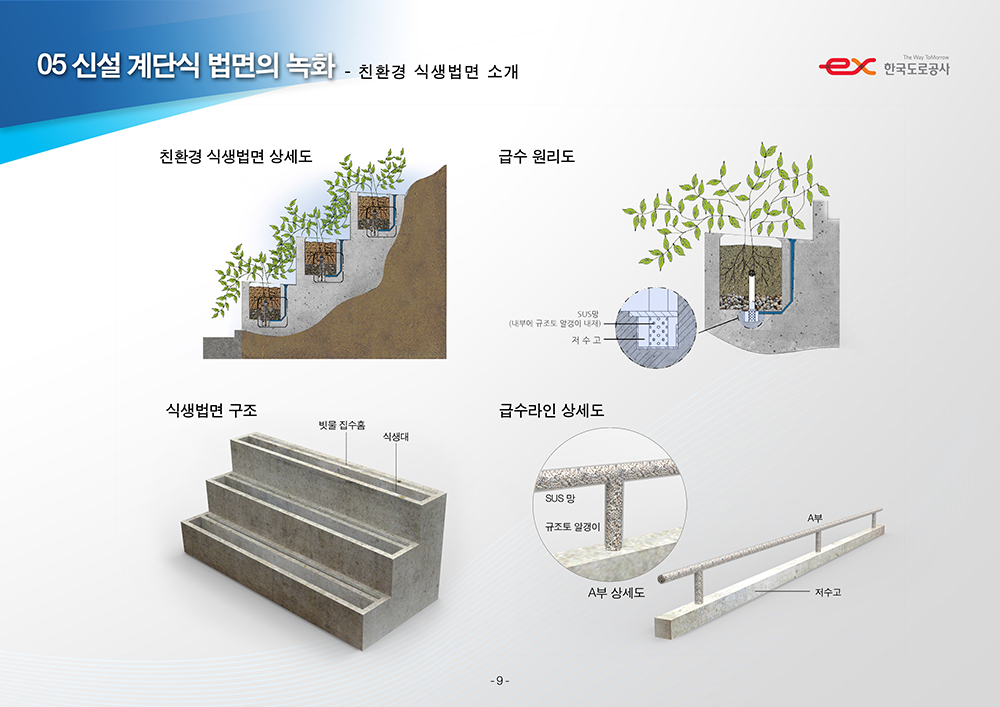 05 신설 계단식 법면의 녹화 - 친환경 식생법면 소개
The Way ToMorrow
ex 한국도로공사
친환경 식생법면 상세도
급수 원리도
SUS망
(내부에 규조토 알갱이 내재)
저 수 고
식생법면 구조
빗물 집수홈
식생대
급수라인 상세도
SUS 망
규조토 알갱이
A부
A부 상세도
저수고
-9-